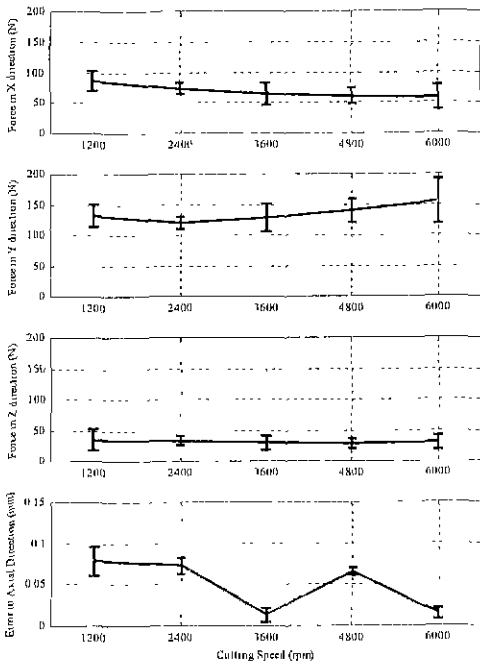 Force in X direction (N)
200
150
100
50
0
1200 2400 3600 4800 6000
Force in Y direction (N)
200
150
100
50
0
1200 2400 3600 4800 6000
Force in Z direction (N)
200
150
100
50
0
1200 2400 3600 4800 6000
Error in Axial Direction (mm)
0.15
0.1
0.05
0
1200 2400 3600 4800 6000
Cutting Speed (rpm)